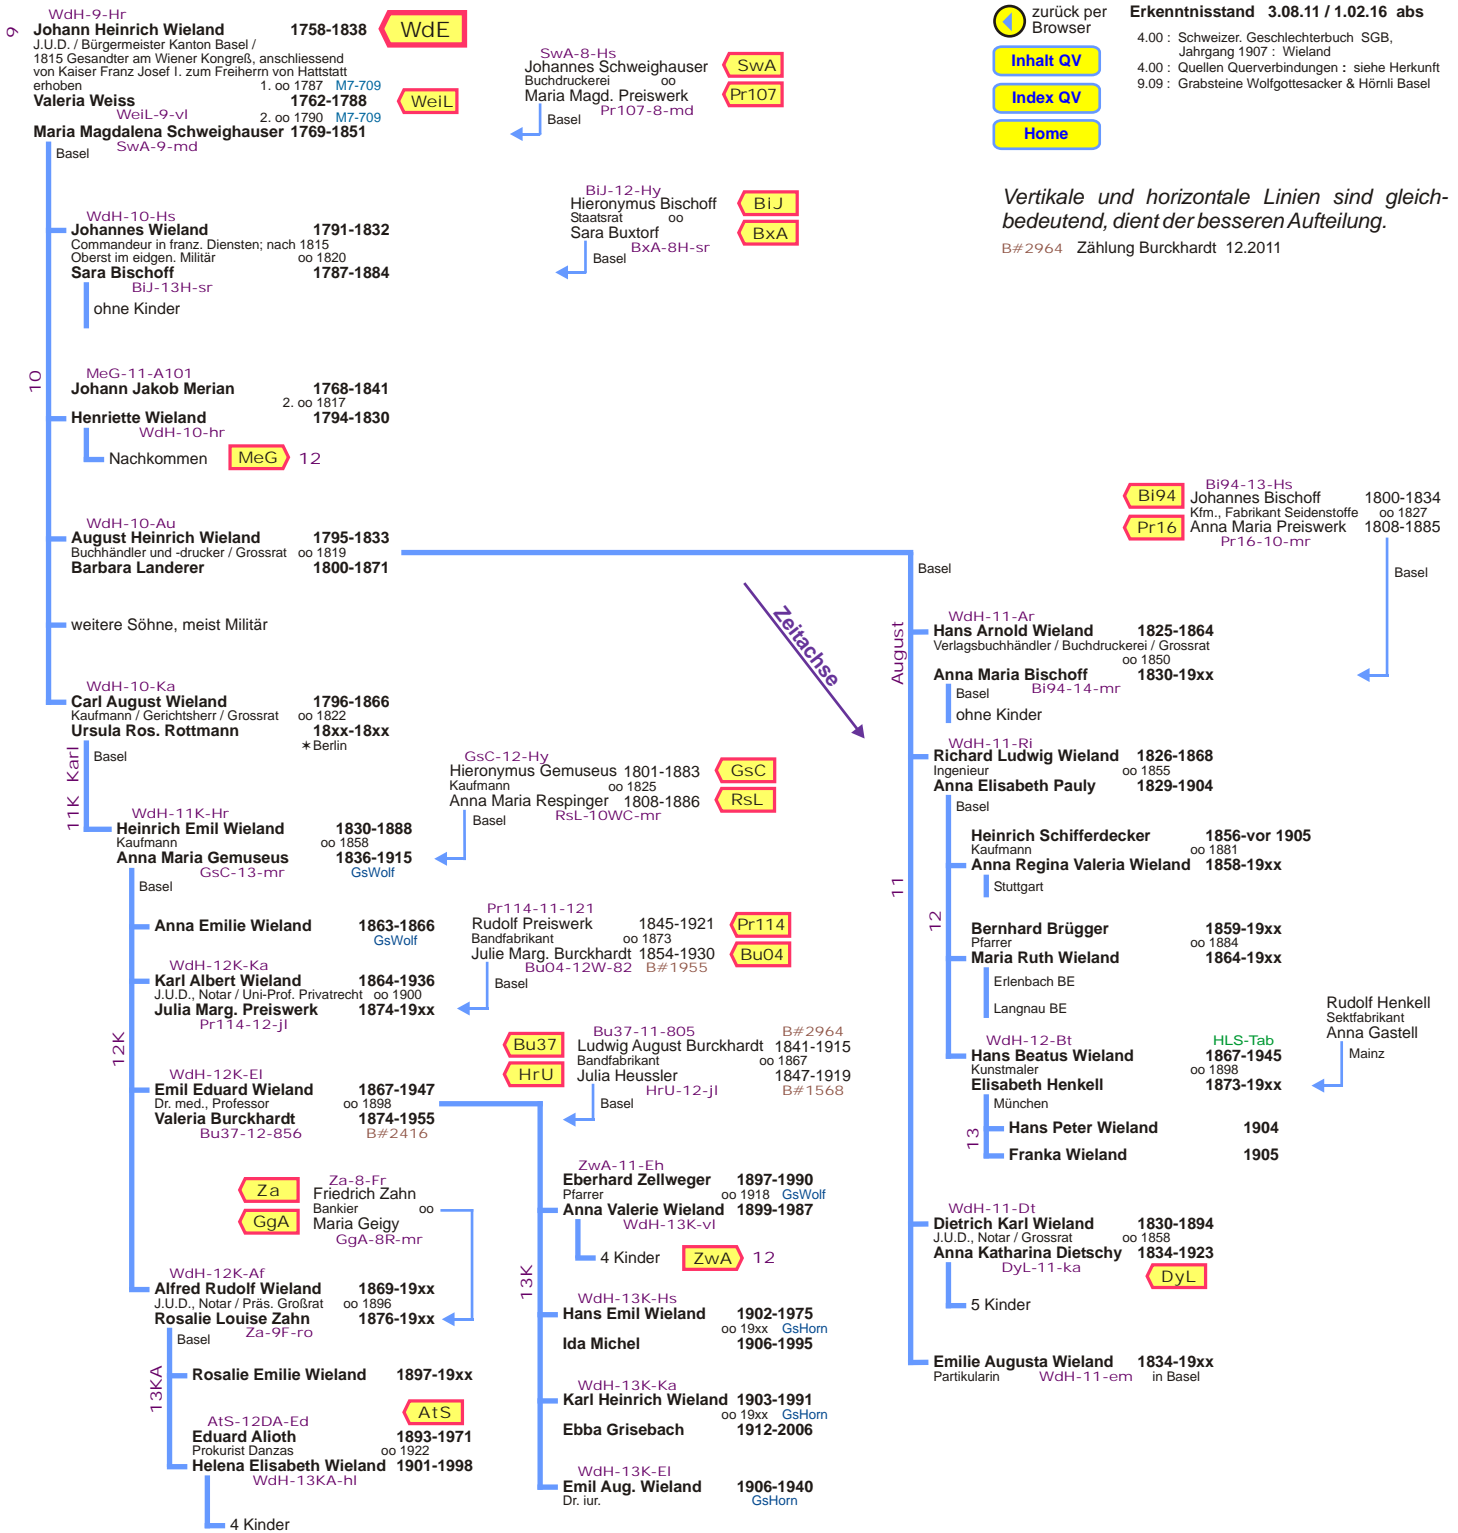 WdH-9-Hr
9
Johann Heinrich Wieland 1758-1838 WdE
J.U.D. / Bürgermeister Kanton Basel /
1815 Gesandter am Wiener Kongreß, anschliessend
von Kaiser Franz Josef I. zum Freiherrn von Hattstatt
erhoben 1. oo 1787 M7-709
Valeria Weiss 1762-1788 WeiL
WeiL-9-vl 2. oo 1790 M7-709
Maria Magdalena Schweighauser 1769-1851
SwA-9-md
Basel
SwA-8-Hs
Johannes Schweighauser SwA
Buchdruckerei oo
Maria Magd. Preiswerk Pr107
Pr107-8-md
Basel
zurück per
Browser
Inhalt QV
Index QV
Home
Erkenntnisstand 3.08.11 / 1.02.16 abs
4.00 : Schweizer. Geschlechterbuch SGB,
Jahrgang 1907 : Wieland
4.00 : Quellen Querverbindungen : siehe Herkunft
9.09 : Grabsteine Wolfgottesacker & Hörnli Basel
Vertikale und horizontale Linien sind gleich-
bedeutend, dient der besseren Aufteilung.
B#2964 Zählung Burckhardt 12.2011
10
WdH-10-Hs
Johannes Wieland 1791-1832
Commandeur in franz. Diensten; nach 1815
Oberst im eidgen. Militär oo 1820
Sara Bischoff 1787-1884
BiJ-13H-sr
ohne Kinder
BiJ-12-Hy
Hieronymus Bischoff BiJ
Staatsrat oo
Sara Buxtorf BxA
BxA-8H-sr
Basel
MeG-11-A101
Johann Jakob Merian 1768-1841
2. oo 1817
Henriette Wieland 1794-1830
WdH-10-hr
Nachkommen MeG 12
WdH-10-Au
August Heinrich Wieland 1795-1833
Buchhändler und -drucker / Grossrat oo 1819
Barbara Landerer 1800-1871
weitere Söhne, meist Militär
WdH-10-Ka
Carl August Wieland 1796-1866
Kaufmann / Gerichtsherr / Grossrat oo 1822
Ursula Ros. Rottmann 18xx-18xx
✶Berlin
Basel
11K Karl
WdH-11K-Hr
Heinrich Emil Wieland 1830-1888
Kaufmann oo 1858
Anna Maria Gemuseus 1836-1915
GsC-13-mr GsWolf
Basel
GsC-12-Hy
Hieronymus Gemuseus 1801-1883 GsC
Kaufmann oo 1825
Anna Maria Respinger 1808-1886 RsL
RsL-10WC-mr
Basel
12K
Anna Emilie Wieland 1863-1866
GsWolf
WdH-12K-Ka
Karl Albert Wieland 1864-1936
J.U.D., Notar / Uni-Prof. Privatrecht oo 1900
Julia Marg. Preiswerk 1874-19xx
Pr114-12-jl
Pr114-11-121
Rudolf Preiswerk 1845-1921 Pr114
Bandfabrikant oo 1873
Julie Marg. Burckhardt 1854-1930 Bu04
Bu04-12W-82 B#1955
Basel
WdH-12K-El
Emil Eduard Wieland 1867-1947
Dr. med., Professor oo 1898
Valeria Burckhardt 1874-1955
Bu37-12-856 B#2416
Bu37-11-805 B#2964
Bu37 Ludwig August Burckhardt 1841-1915
Bandfabrikant oo 1867
HrU Julia Heussler 1847-1919
HrU-12-jl B#1568
Basel
Za-8-Fr
Za Friedrich Zahn
Bankier oo
GgA Maria Geigy
GgA-8R-mr
WdH-12K-Af
Alfred Rudolf Wieland 1869-19xx
J.U.D., Notar / Präs. Großrat oo 1896
Rosalie Louise Zahn 1876-19xx
Za-9F-ro
Basel
13KA
Rosalie Emilie Wieland 1897-19xx
AtS-12DA-Ed AtS
Eduard Alioth 1893-1971
Prokurist Danzas oo 1922
Helena Elisabeth Wieland 1901-1998
WdH-13KA-hl
4 Kinder
13K
ZwA-11-Eh
Eberhard Zellweger 1897-1990
Pfarrer oo 1918 GsWolf
Anna Valerie Wieland 1899-1987
WdH-13K-vl
4 Kinder ZwA 12
WdH-13K-Hs
Hans Emil Wieland 1902-1975
oo 19xx GsHorn
Ida Michel 1906-1995
WdH-13K-Ka
Karl Heinrich Wieland 1903-1991
oo 19xx GsHorn
Ebba Grisebach 1912-2006
WdH-13K-El
Emil Aug. Wieland 1906-1940
Dr. iur. GsHorn
Zeitachse
Bi94-13-Hs
Bi94 Johannes Bischoff 1800-1834
Kfm., Fabrikant Seidenstoffe oo 1827
Pr16 Anna Maria Preiswerk 1808-1885
Pr16-10-mr
Basel
Basel
August
11
WdH-11-Ar
Hans Arnold Wieland 1825-1864
Verlagsbuchhändler / Buchdruckerei / Grossrat
oo 1850
Anna Maria Bischoff 1830-19xx
Basel Bi94-14-mr
ohne Kinder
WdH-11-Ri
Richard Ludwig Wieland 1826-1868
Ingenieur oo 1855
Anna Elisabeth Pauly 1829-1904
Basel
12
Heinrich Schifferdecker 1856-vor 1905
Kaufmann oo 1881
Anna Regina Valeria Wieland 1858-19xx
Stuttgart
Bernhard Brügger 1859-19xx
Pfarrer oo 1884
Maria Ruth Wieland 1864-19xx
Erlenbach BE
Langnau BE
WdH-12-Bt HLS-Tab
Hans Beatus Wieland 1867-1945
Kunstmaler oo 1898
Elisabeth Henkell 1873-19xx
München
Rudolf Henkell
Sektfabrikant
Anna Gastell
Mainz
13
Hans Peter Wieland 1904
Franka Wieland 1905
WdH-11-Dt
Dietrich Karl Wieland 1830-1894
J.U.D., Notar / Grossrat oo 1858
Anna Katharina Dietschy 1834-1923
DyL-11-ka DyL
5 Kinder
Emilie Augusta Wieland 1834-19xx
Partikularin WdH-11-em in Basel